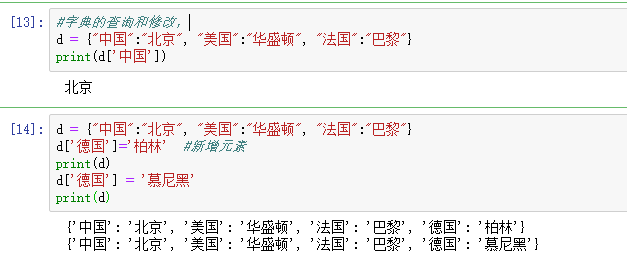 [13]: #字典的查询和修改,
d = {"中国":"北京", "美国":"华盛顿", "法国":"巴黎"}
print(d['中国'])
北京
[14]: d = {"中国":"北京", "美国":"华盛顿", "法国":"巴黎"}
d['德国']='柏林' #新增元素
print(d)
d['德国'] = '慕尼黑'
print(d)
{'中国': '北京', '美国': '华盛顿', '法国': '巴黎', '德国': '柏林'}
{'中国': '北京', '美国': '华盛顿', '法国': '巴黎', '德国': '慕尼黑'}